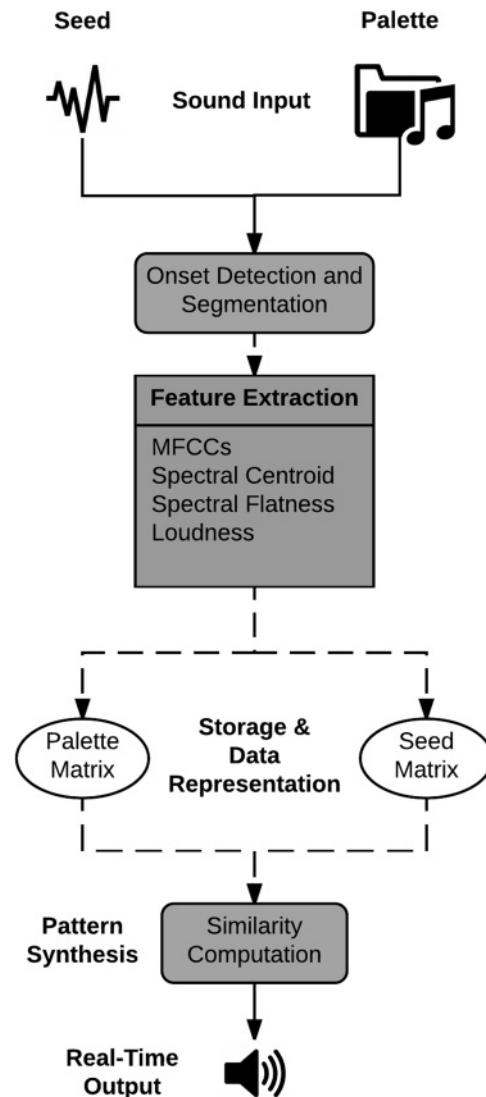 Seed
Palette
Sound Input
Onset Detection and
Segmentation
Feature Extraction
MFCCs
Spectral Centroid
Spectral Flatness
Loudness
Palette
Matrix
Storage &
Data
Representation
Seed
Matrix
Pattern
Synthesis
Similarity
Computation
Real-Time
Output